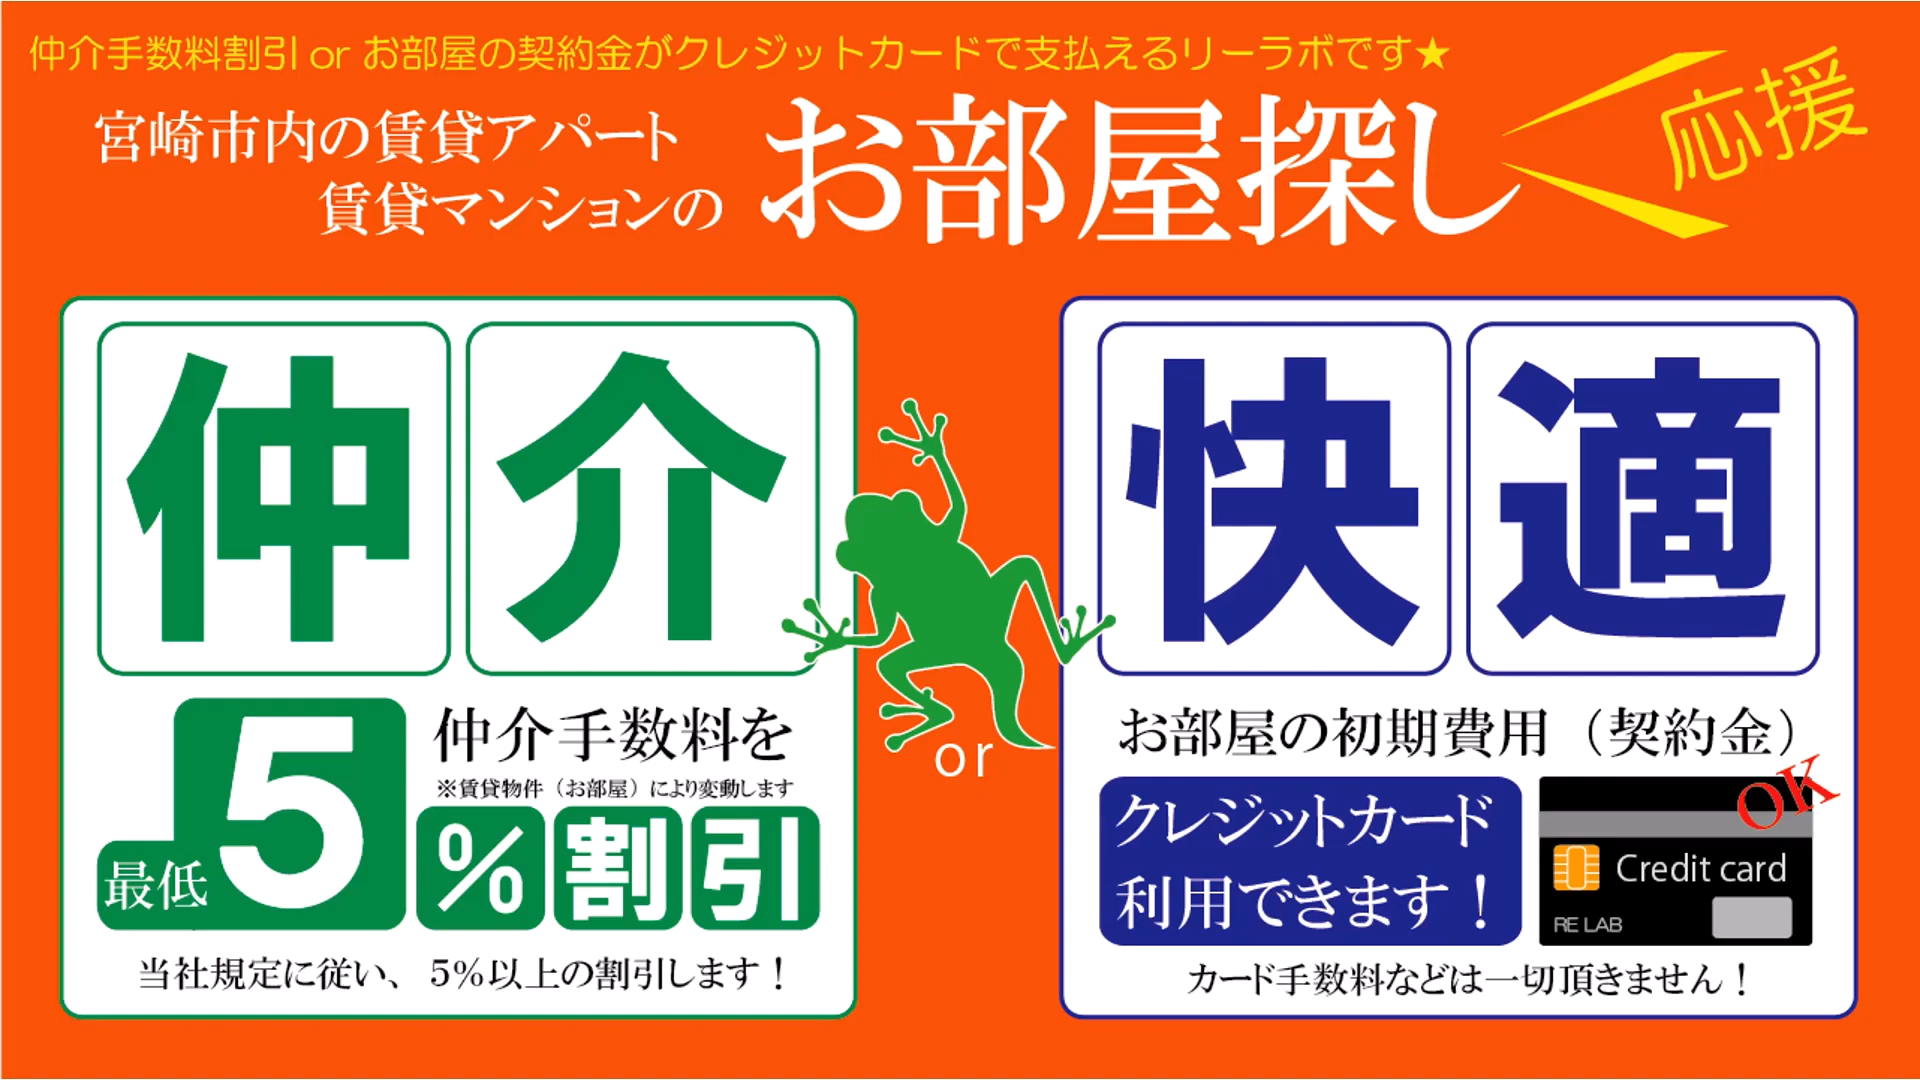 仲介手数料割引 or お部屋の契約金がクレジットカードで支払えるリーラボです★
宮崎市内の賃貸アパート
賃貸マンションの
お部屋探し
応援
仲介
仲介手数料を
※賃貸物件（お部屋）により変動します
最低5%割引
当社規定に従い、5%以上の割引します！
or
快適
お部屋の初期費用（契約金）
クレジットカード
利用できます！
OK
Credit card
RE LAB
カード手数料などは一切頂きません！